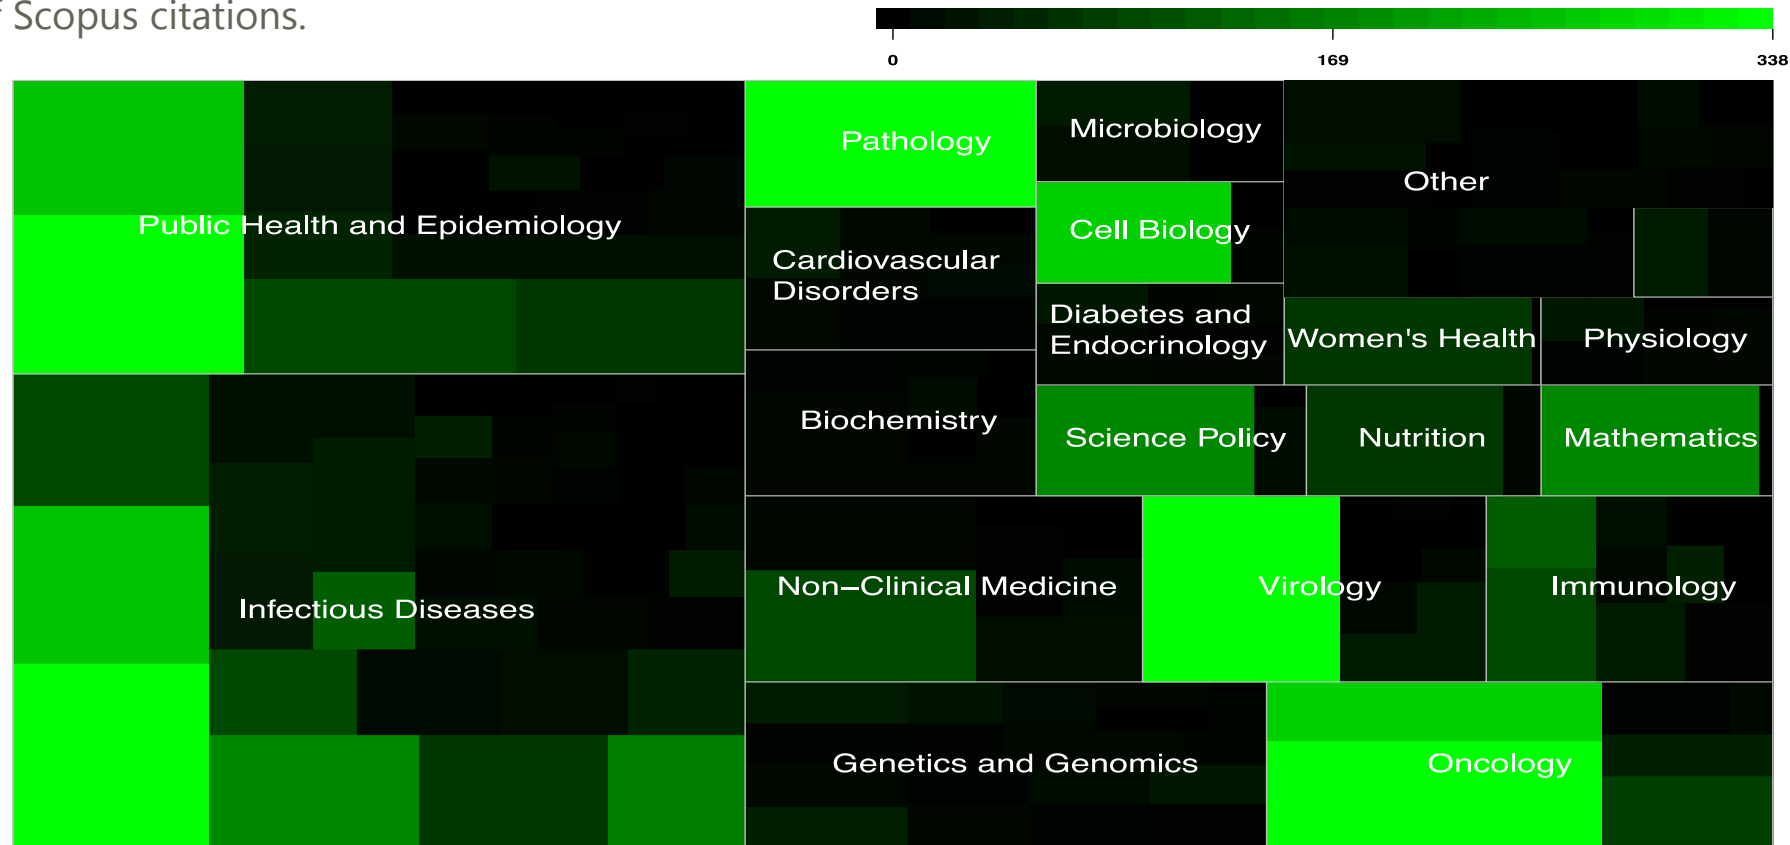 Scopus citations.
0 169 338
Pathology
Microbiology
Other
Public Health and Epidemiology
Cell Biology
Cardiovascular
Disorders
Diabetes and
Endocrinology
Women's Health
Physiology
Biochemistry
Science Policy
Nutrition
Mathematics
Infectious Diseases
Non−Clinical Medicine
Virology
Immunology
Genetics and Genomics
Oncology